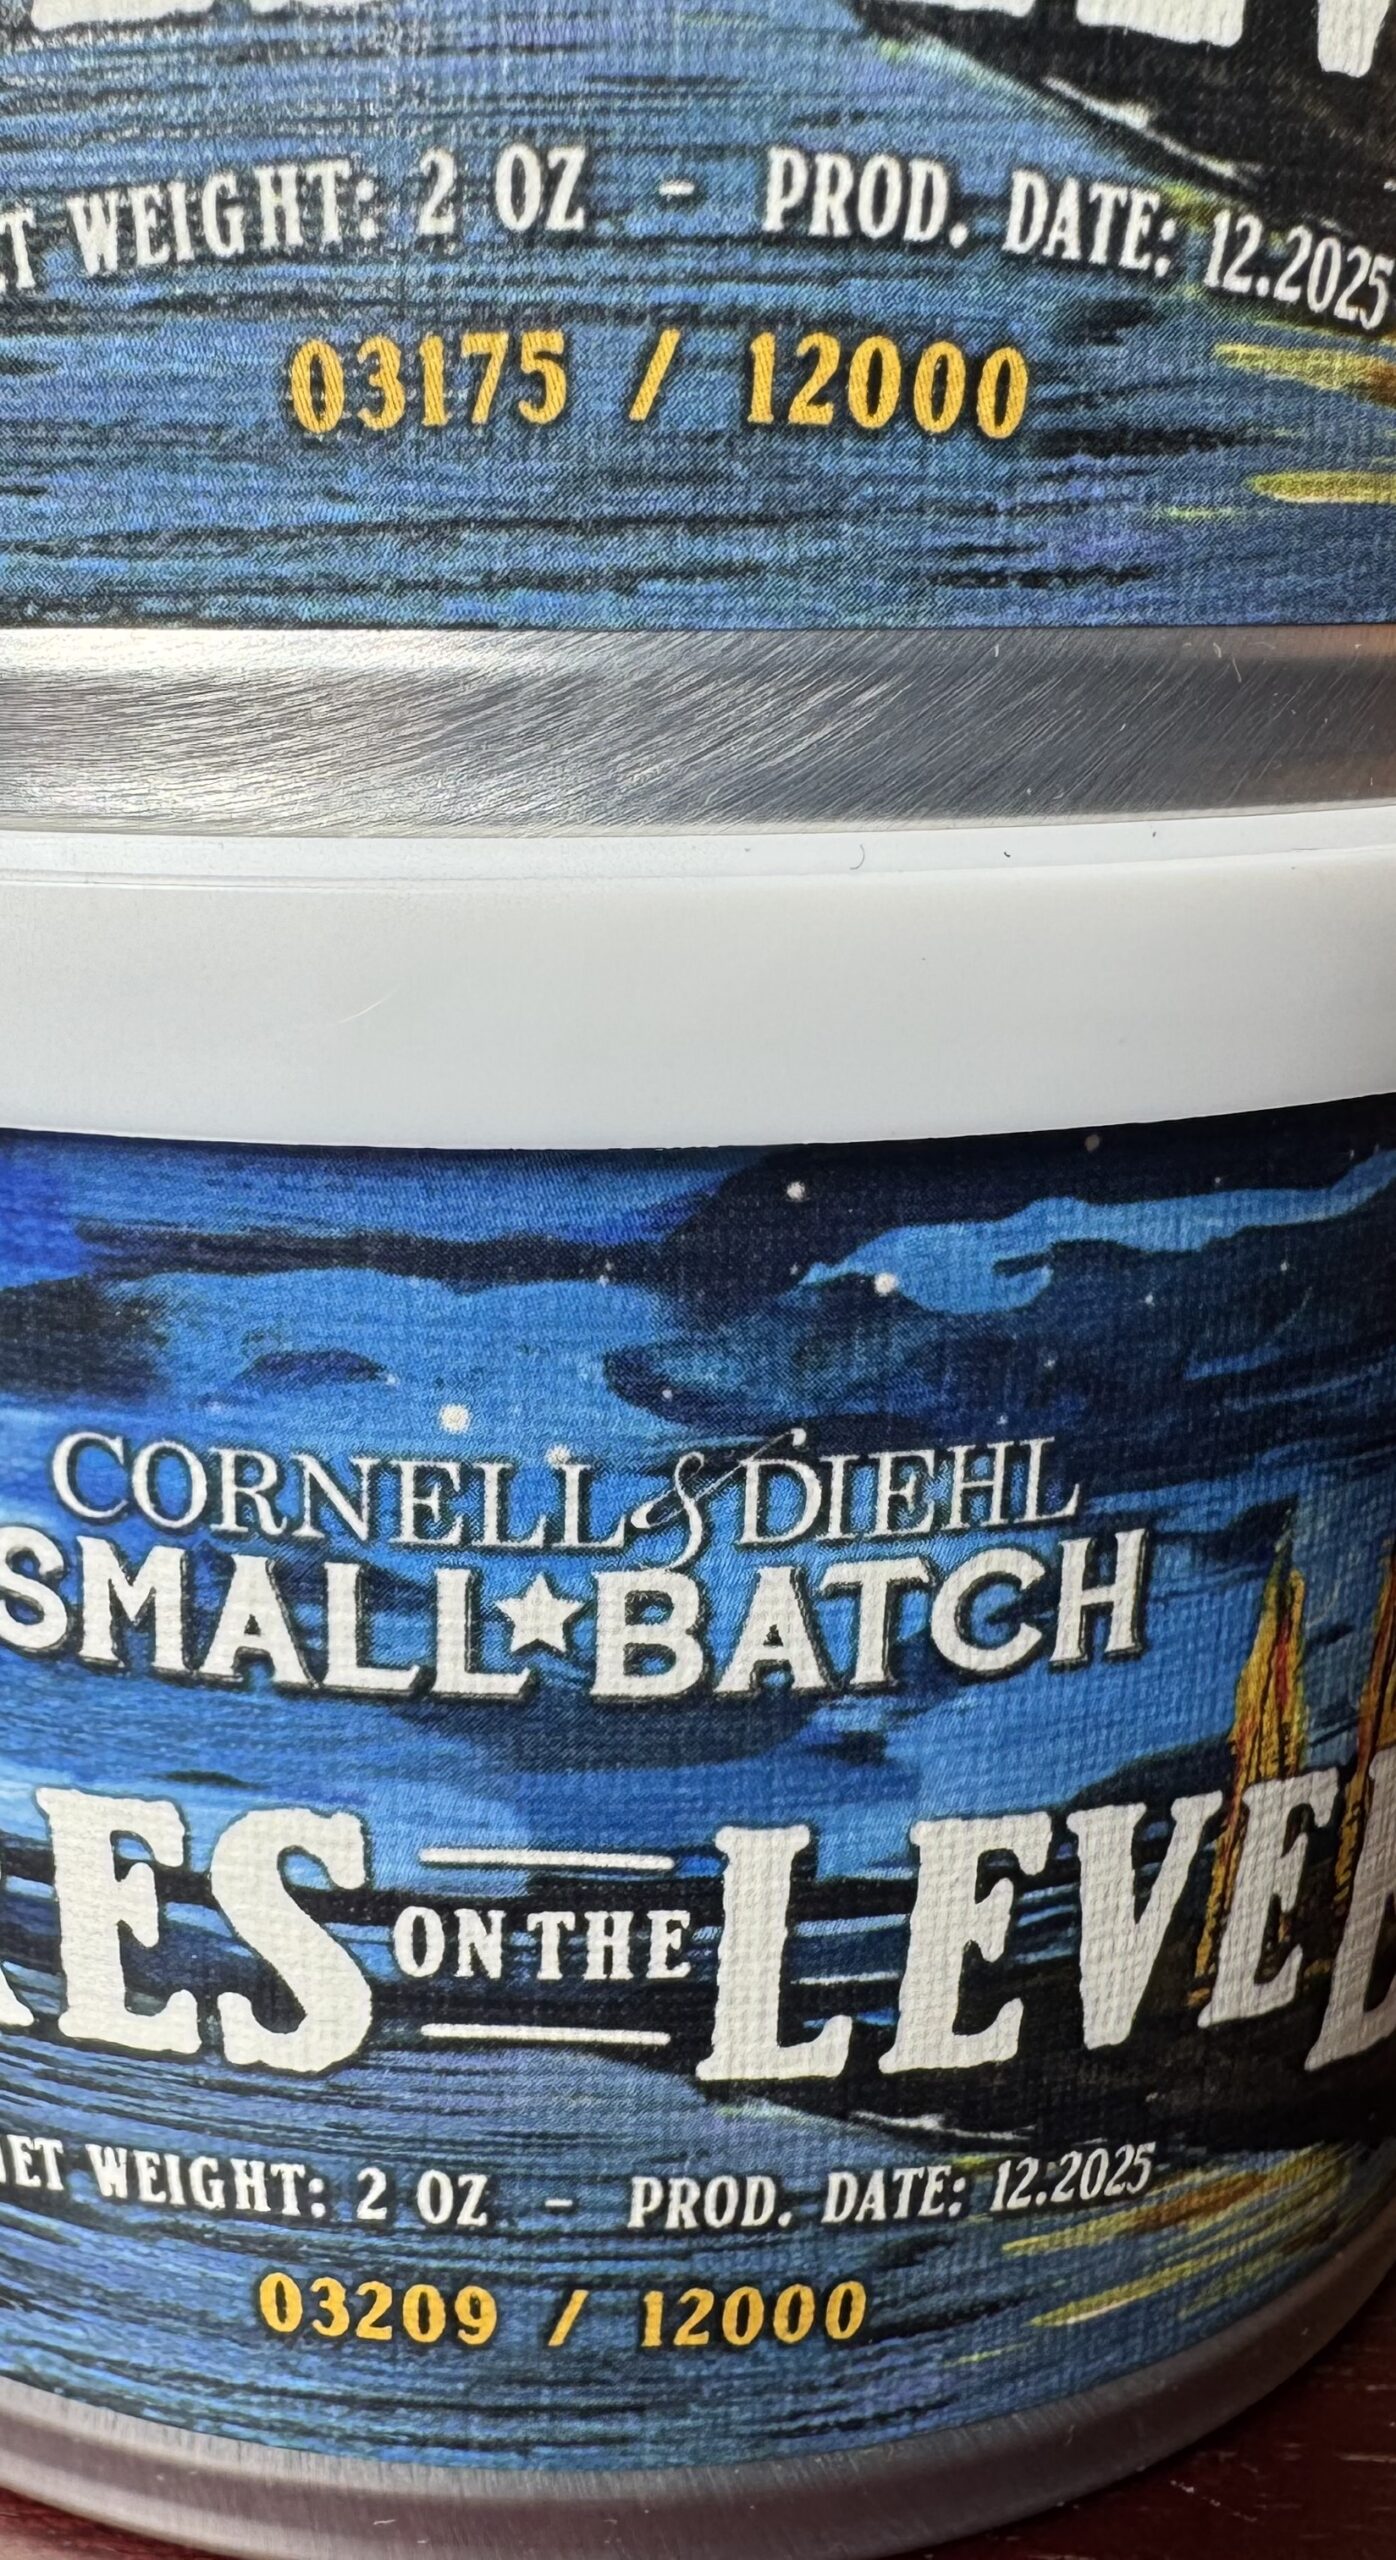 WEIGHT: 2 OZ - PROD. DATE: 12.2025
03175 / 12000
CORNELL & DIEHL
SMALL★BATCH
ON THE
NET WEIGHT: 2 OZ - PROD. DATE: 12.2025
03209 / 12000